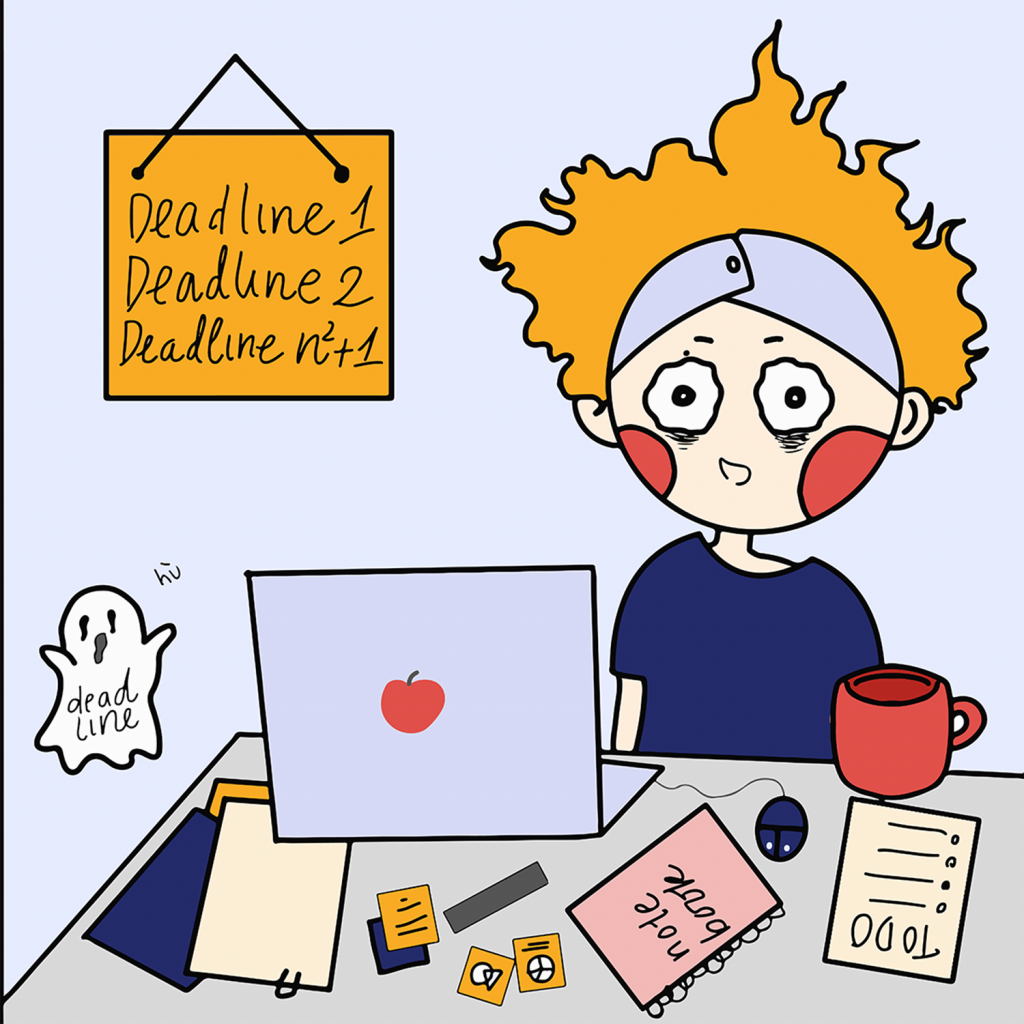 Deadline 1
Deadline 2
Deadline n²+1
hù
dead
line
note
book
TODO